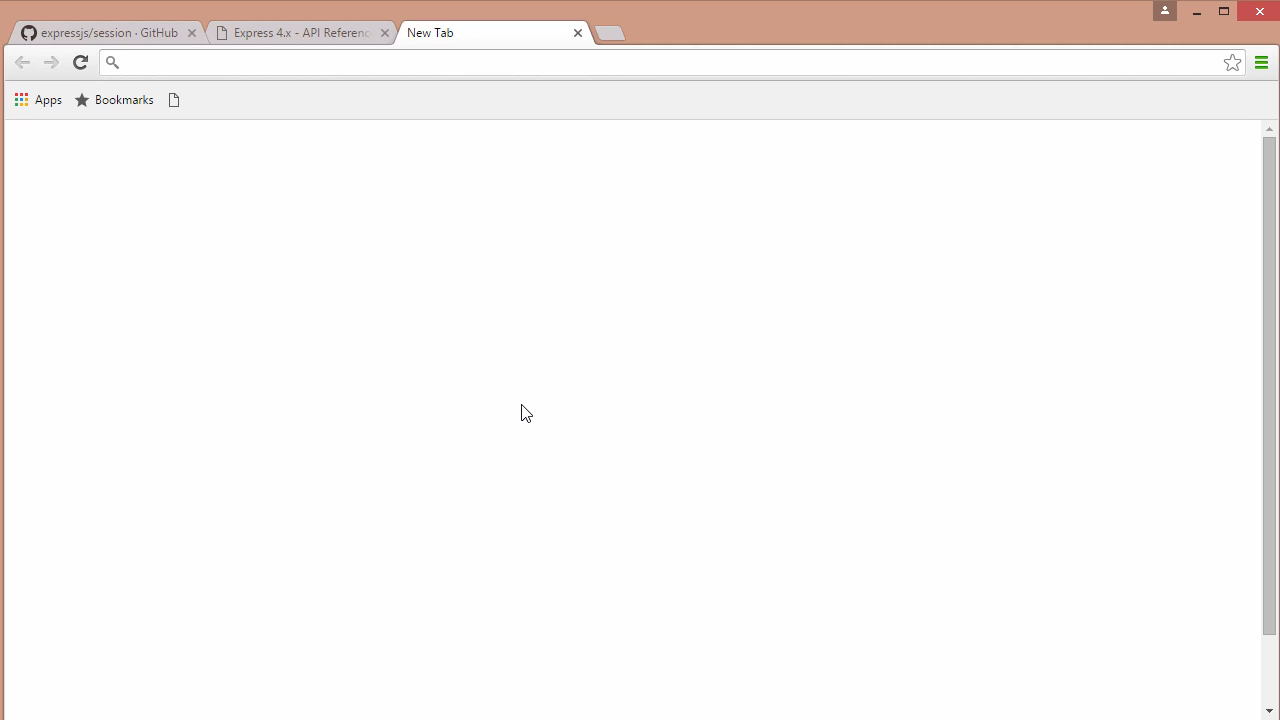 expressjs/session · GitHub
Express 4.x - API Referenc
New Tab
Apps
Bookmarks